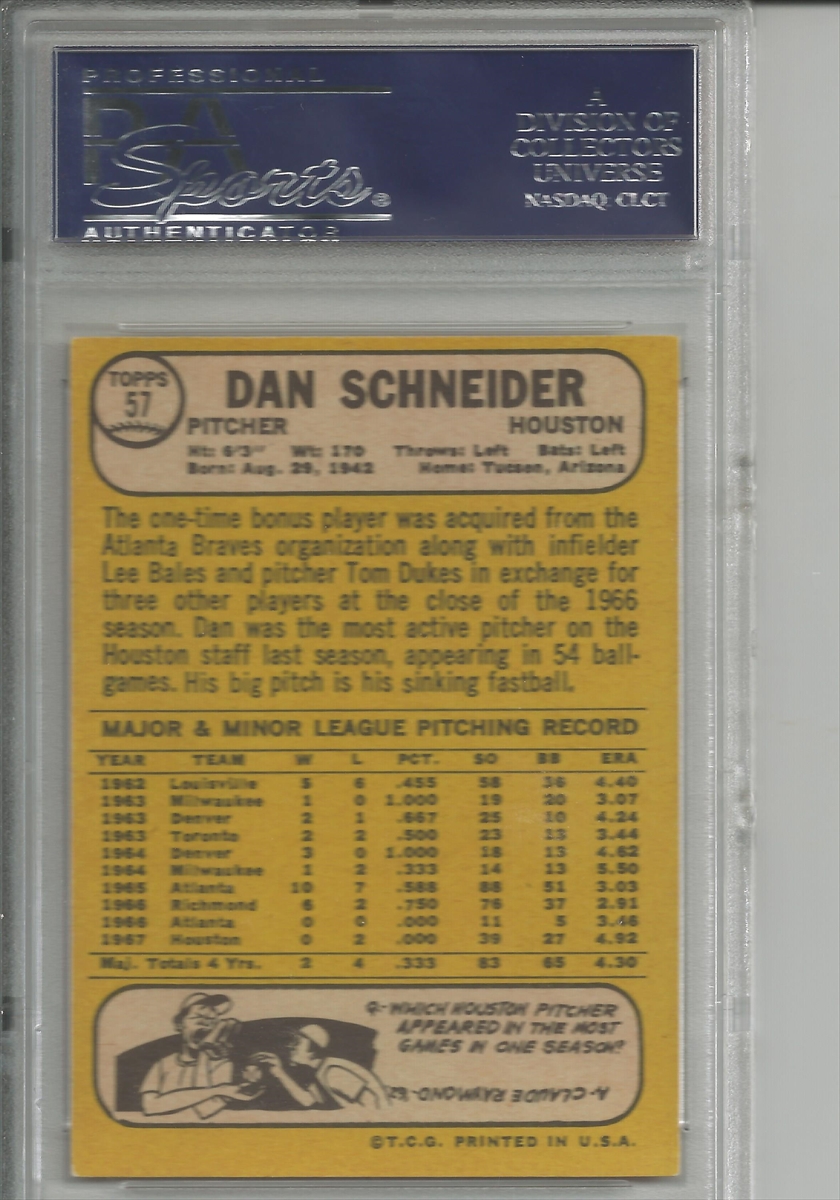 PROFESSIONAL
PSA
Sports®
AUTHENTICATOR
A
DIVISION OF
COLLECTORS
UNIVERSE
NASDAQ: CLCT
TOPPS
57
DAN SCHNEIDER
PITCHER HOUSTON
Ht: 6'3" Wt: 170 Throws: Left Bats: Left
Born: Aug. 29, 1942 Home: Tucson, Arizona
The one-time bonus player was acquired from the
Atlanta Braves organization along with infielder
Lee Bales and pitcher Tom Dukes in exchange for
three other players at the close of the 1966
season. Dan was the most active pitcher on the
Houston staff last season, appearing in 54 ball-
games. His big pitch is his sinking fastball.
MAJOR & MINOR LEAGUE PITCHING RECORD
YEAR TEAM W L PCT. SO BB ERA
1962 Louisville 5 6 .455 58 36 4.40
1963 Milwaukee 1 0 1.000 19 20 3.07
1963 Denver 2 1 .667 25 10 4.24
1963 Toronto 2 2 .500 23 13 3.44
1964 Denver 3 0 1.000 18 13 4.62
1964 Milwaukee 1 2 .333 14 13 5.50
1965 Atlanta 10 7 .588 88 51 3.03
1966 Richmond 6 2 .750 76 37 2.91
1966 Atlanta 0 0 .000 11 5 3.46
1967 Houston 0 2 .000 39 27 4.92
Maj. Totals 4 Yrs. 2 4 .333 83 65 4.30
Q- WHICH HOUSTON PITCHER
APPEARED IN THE MOST
GAMES IN ONE SEASON?
A- CLAUDE RAYMOND-62
©T.C.G. PRINTED IN U.S.A.